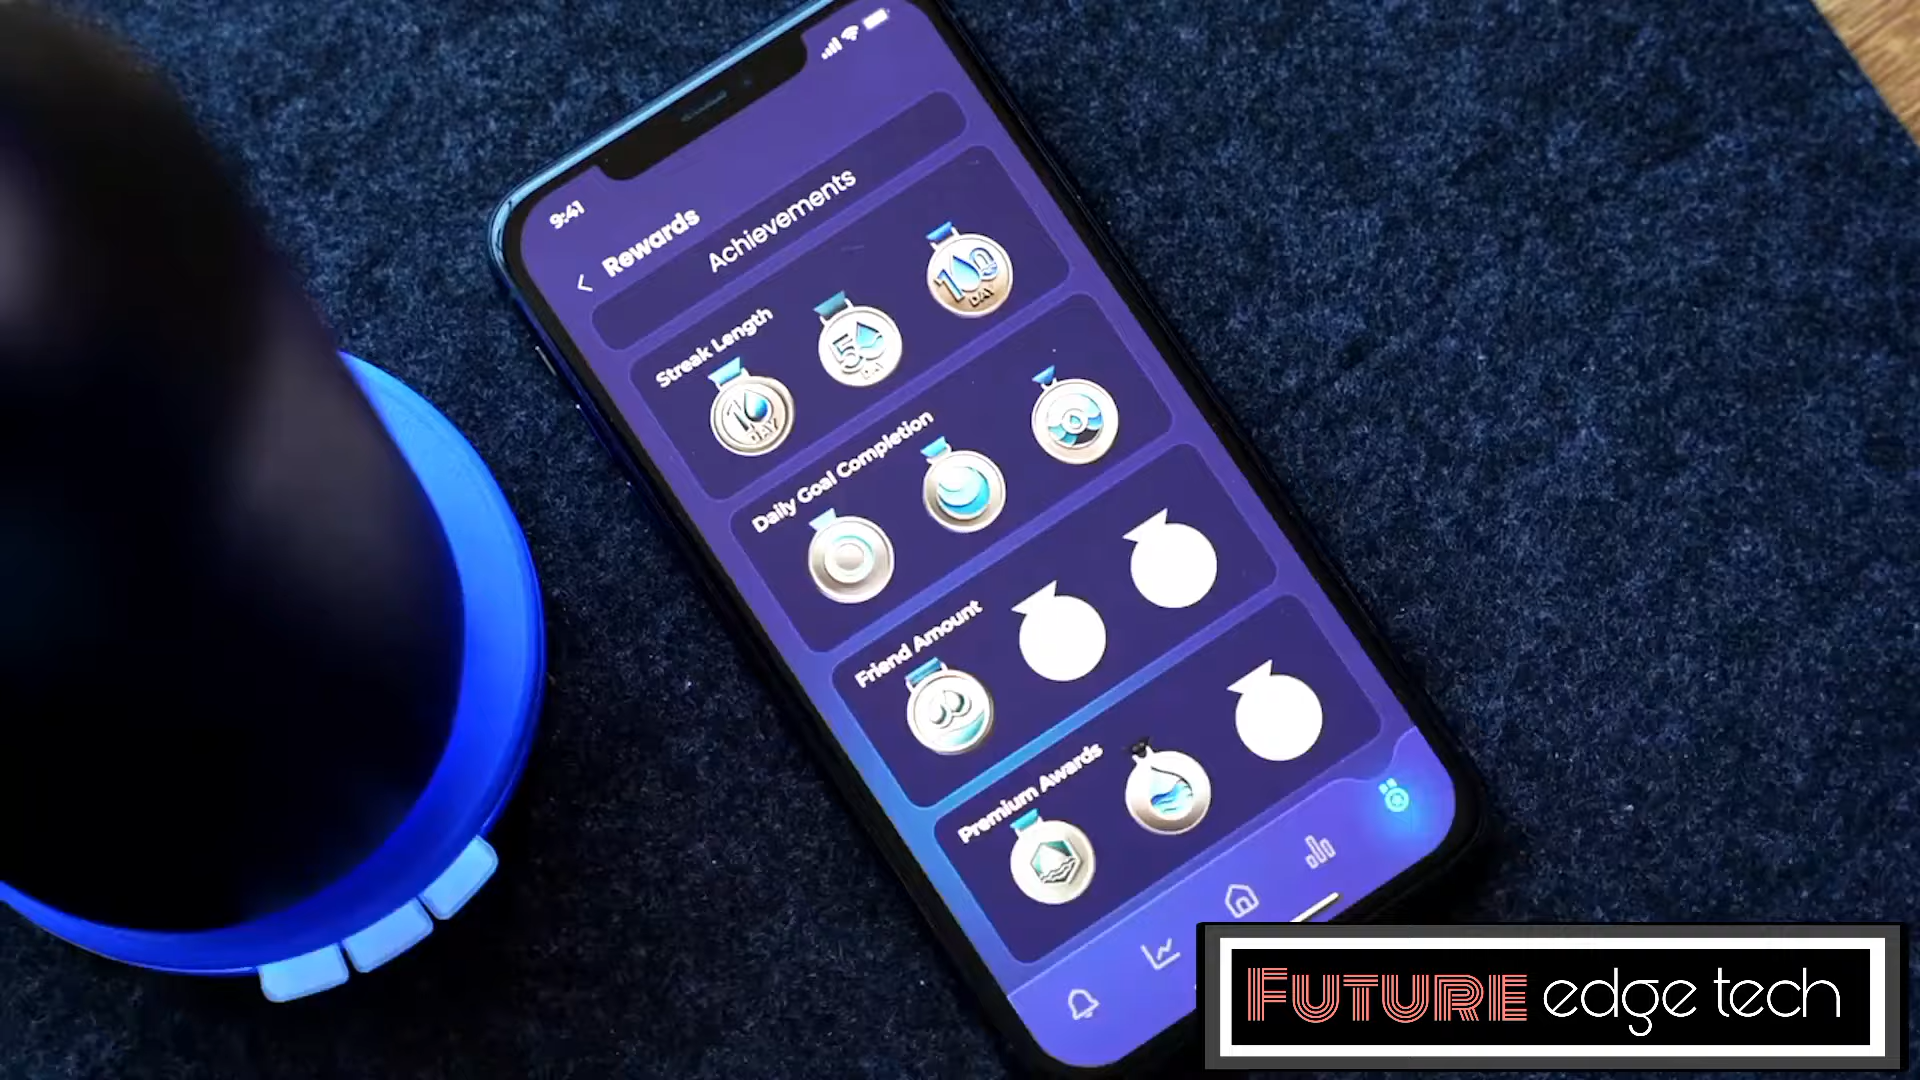 9:41
Rewards
Achievements
Streak Length
10
DAY
50
DAY
100
DAY
Daily Goal Completion
Friend Amount
Premium Awards
FUTURE edge tech